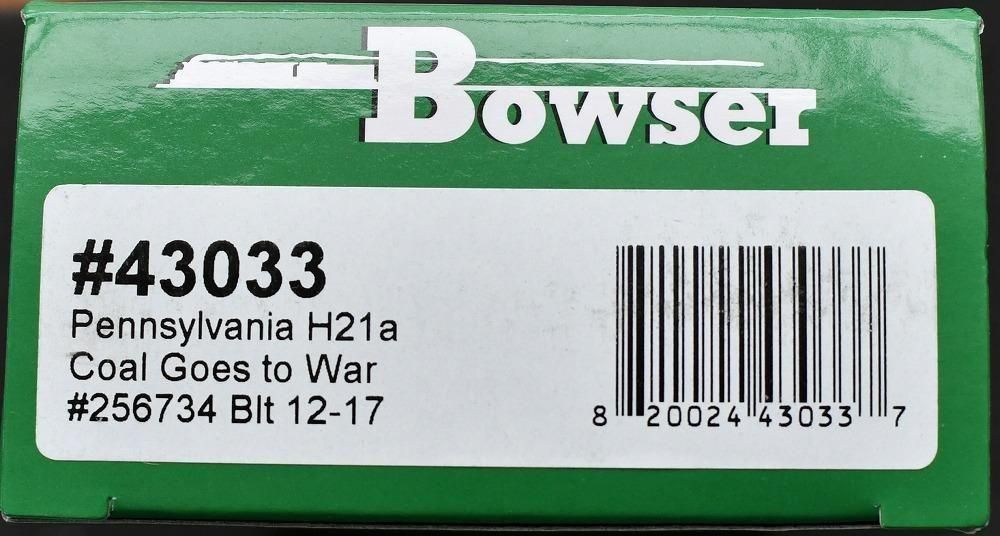 Bowser
#43033
Pennsylvania H21a
Coal Goes to War
#256734 Blt 12-17
8 20024 43033 7